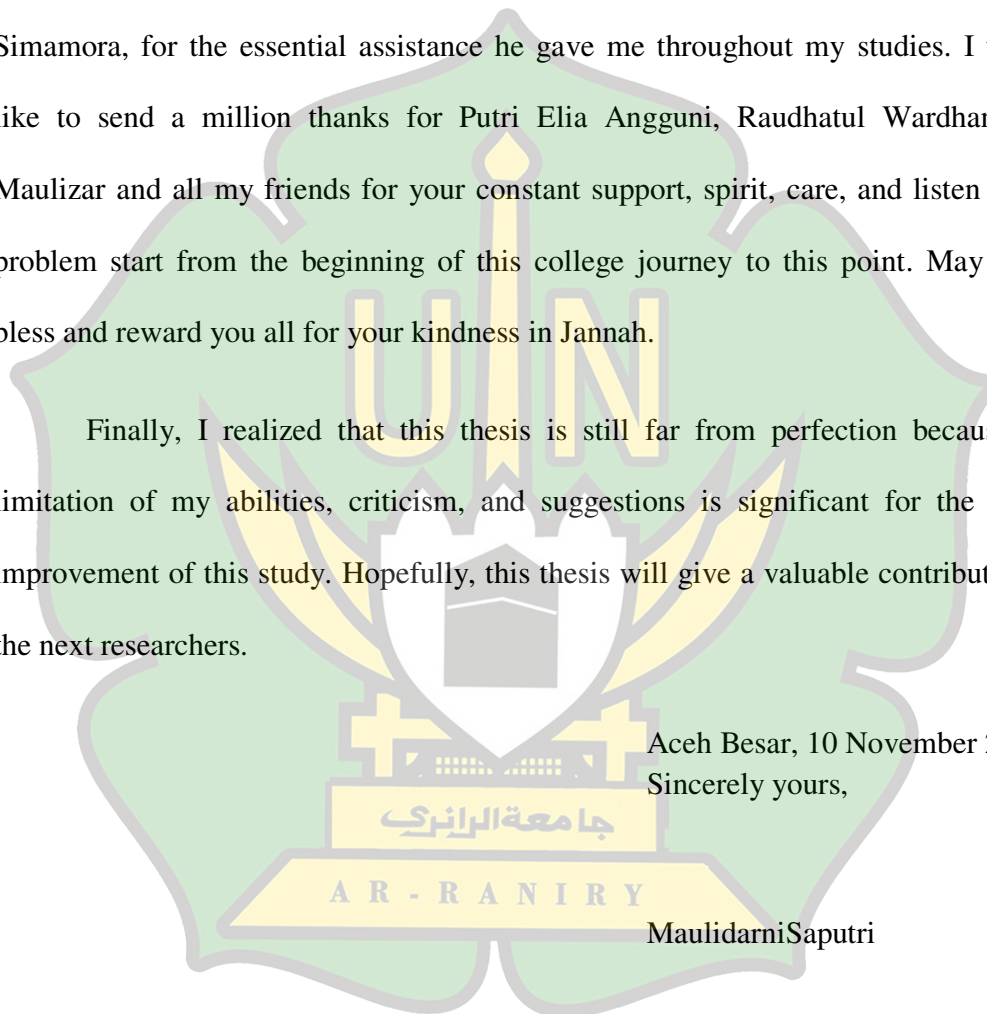 Simamora, for the essential assistance he gave me throughout my studies. I
like to send a million thanks for Putri Elia Angguni, Raudhatul
Maulizar and all my friends for your constant support, spirit, care, and listen
problem start from the beginning of this college journey to this point. May
bless and reward you all for your kindness in Jannah.
Finally, I realized that this thesis is still far from perfection
limitation of my abilities, criticism, and suggestions is significant for the
improvement of this study. Hopefully, this thesis will give a valuable
the next researchers.
Aceh Besar, 10 November
Sincerely yours,
MaulidarniSaputri
UIN
جامعةالرانري
AR-RANIRY